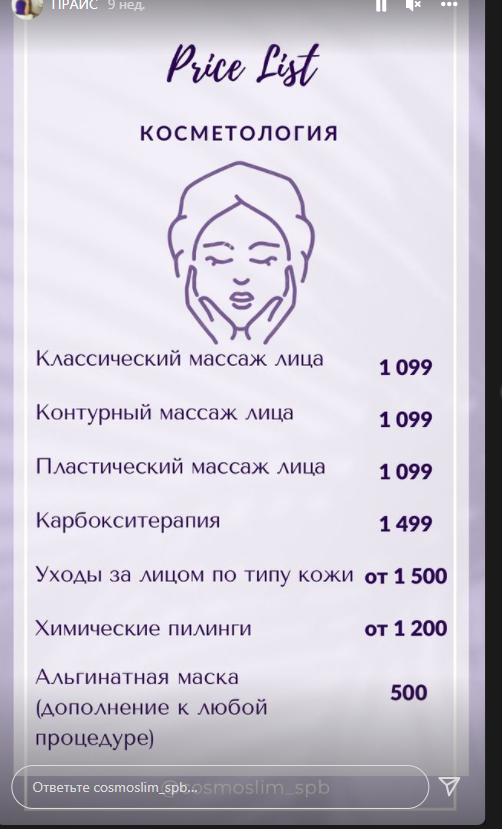 ПРАЙС 9 нед.
Price List
КОСМЕТОЛОГИЯ
Классический массаж лица 1 099
Контурный массаж лица 1 099
Пластический массаж лица 1 099
Карбокситерапия 1 499
Уходы за лицом по типу кожи от 1 500
Химические пилинги от 1 200
Альгинатная маска
(дополнение к любой 500
процедуре)
Ответьте cosmoslim_spb...
@cosmoslim_spb